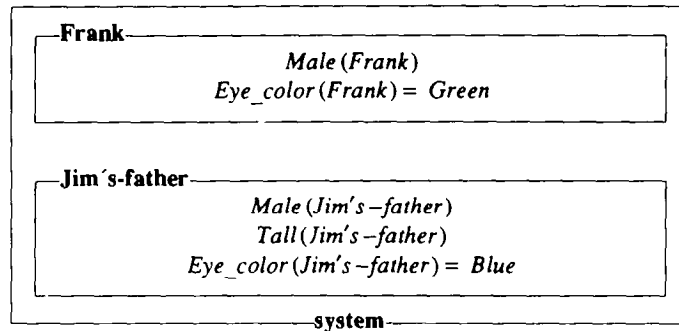 Frank
Male (Frank)
Eye_color (Frank) = Green
Jim´s-father
Male (Jim's-father)
Tall (Jim's-father)
Eye_color (Jim's-father) = Blue
system